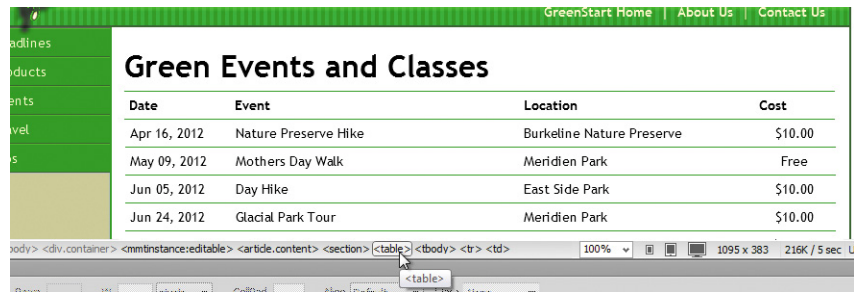 GreenStart Home | About Us | Contact Us
adlines
oducts
ents
vel
os
Green Events and Classes
Date Event Location Cost
Apr 16, 2012 Nature Preserve Hike Burkeline Nature Preserve $10.00
May 09, 2012 Mothers Day Walk Meridien Park Free
Jun 05, 2012 Day Hike East Side Park $10.00
Jun 24, 2012 Glacial Park Tour Meridien Park $10.00
body> <div.container> <mmtinstance:editable> <article.content> <section> <table> <tbody> <tr> <td> 100% 1095 x 383 216K / 5 sec U
<table>